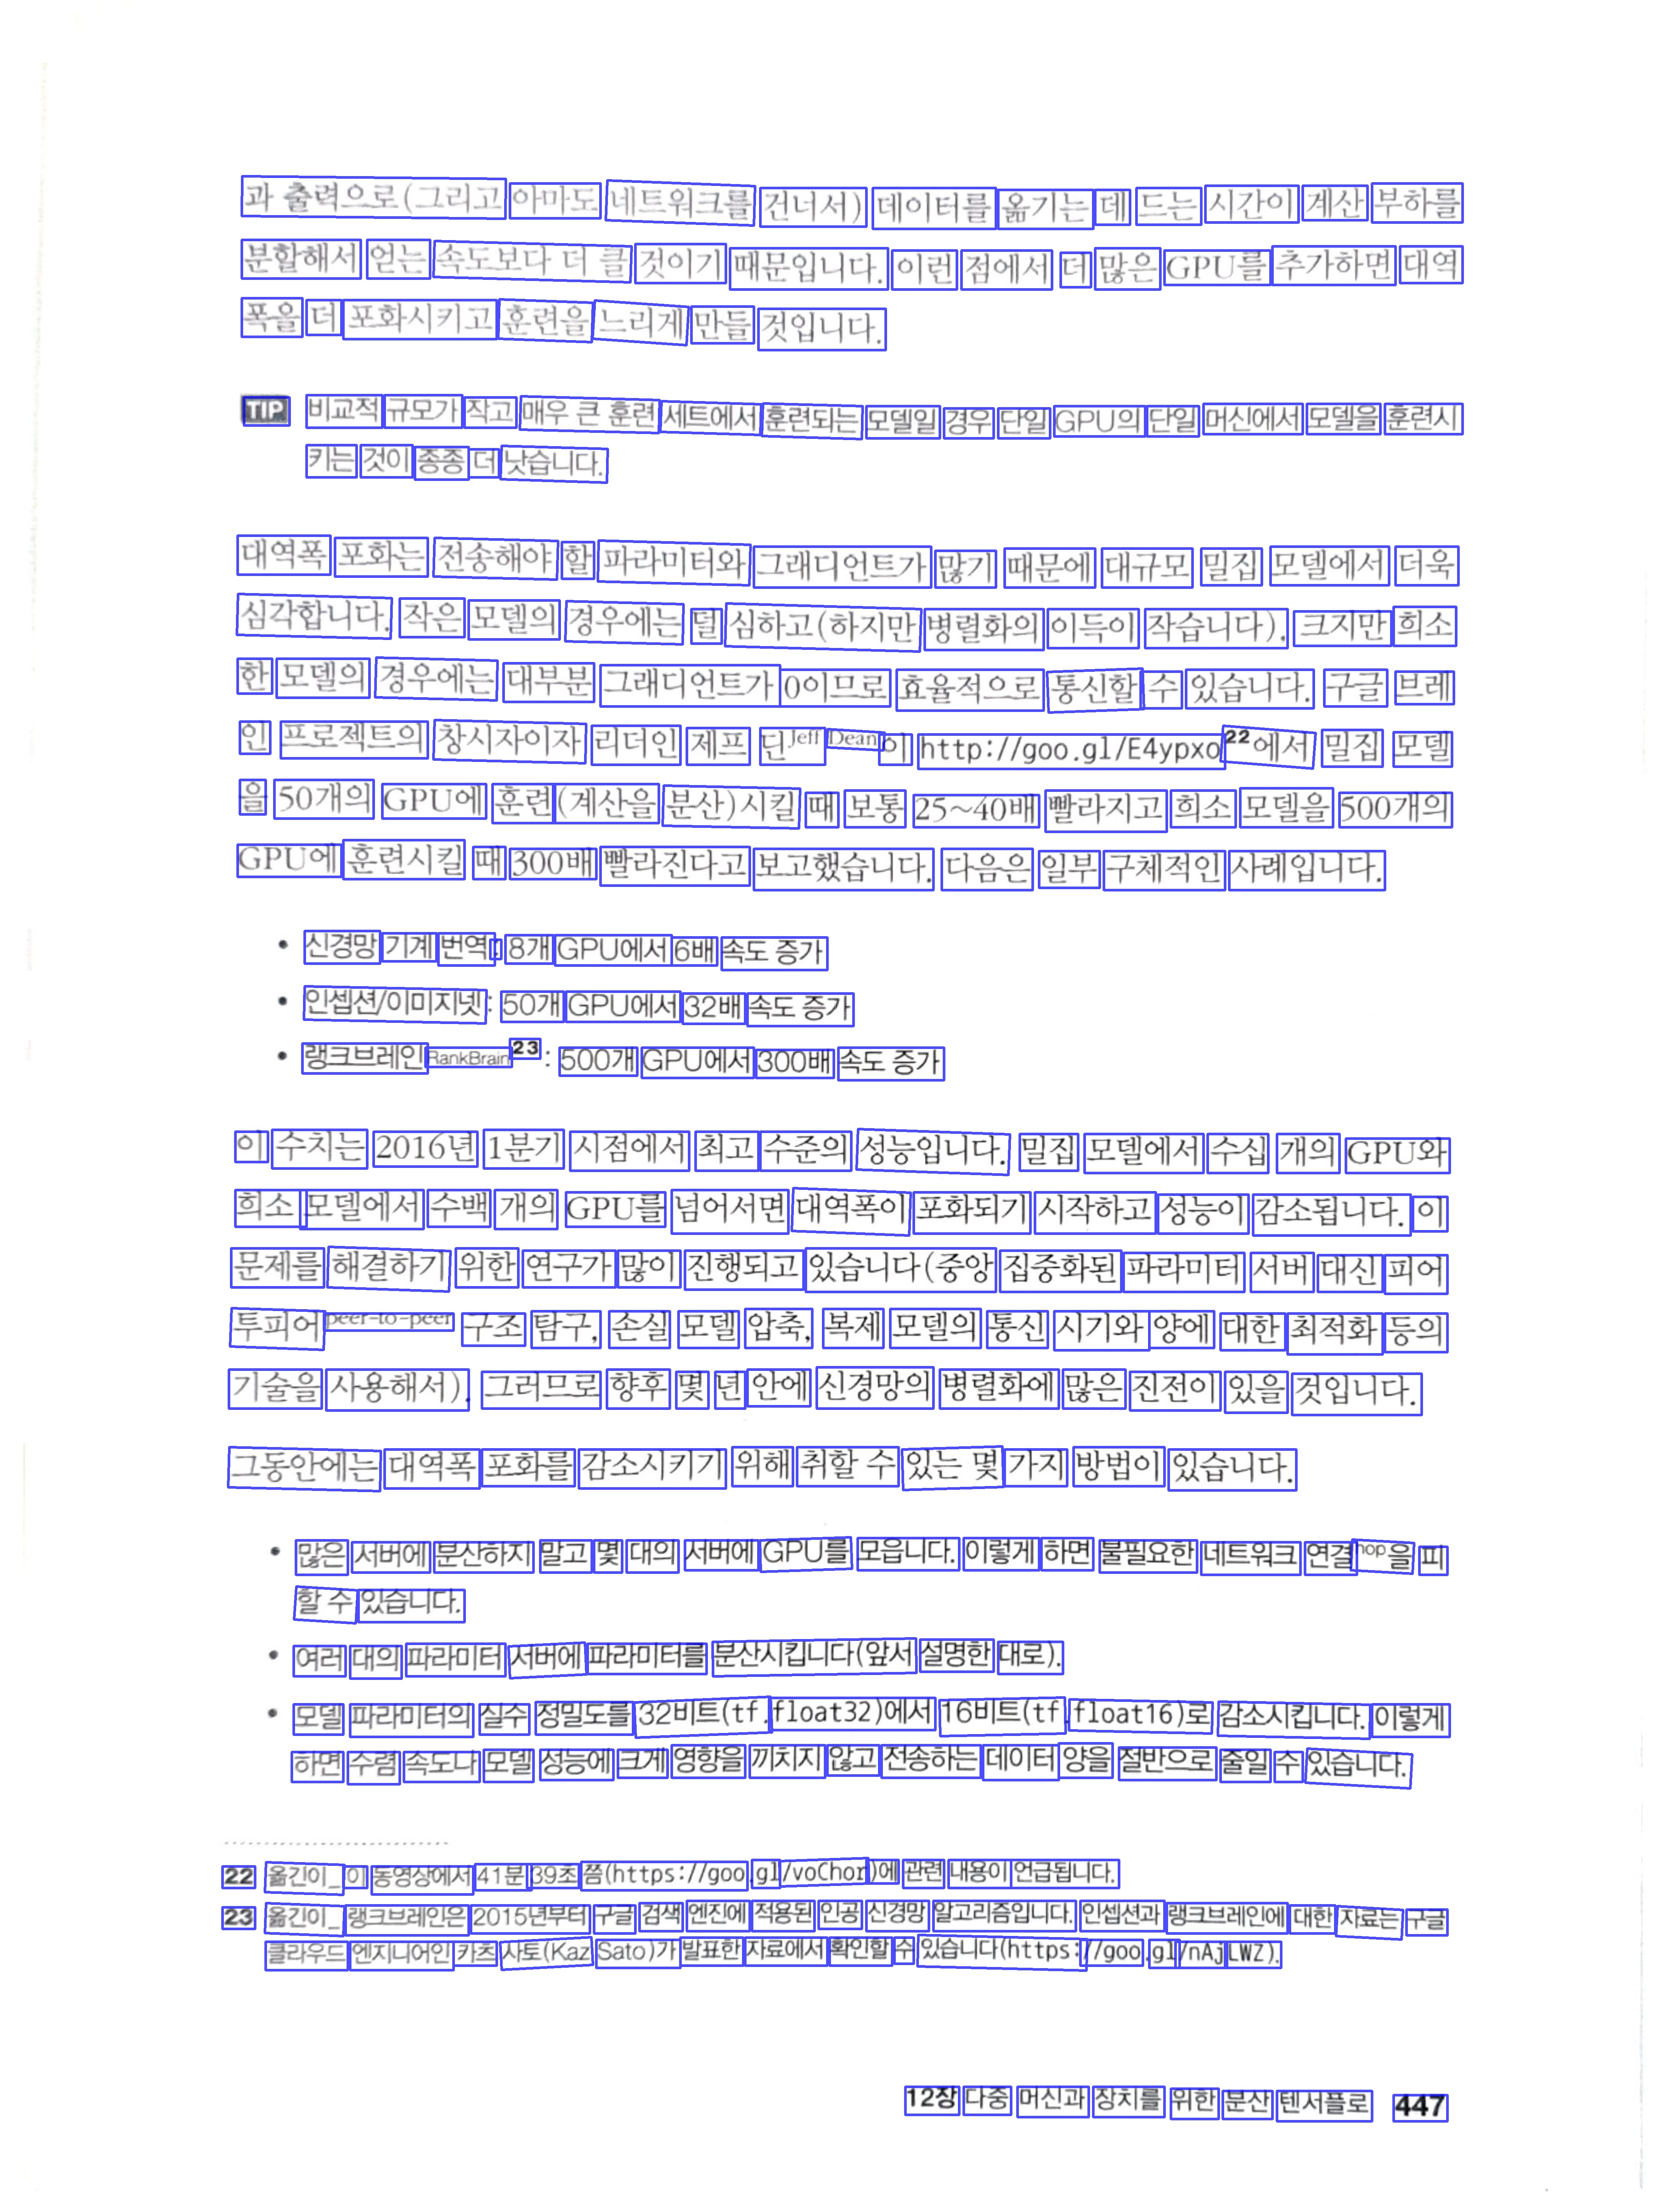 과 출력으로(그리고 아마도 네트워크를 건너서) 데이터를 옮기는 데 드는 시간이 계산 부하를
분할해서 얻는 속도보다 더 클 것이기 때문입니다. 이런 점에서 더 많은 GPU를 추가하면 대역
폭을 더 포화시키고 훈련을 느리게 만들 것입니다.
TIP 비교적 규모가 작고 매우 큰 훈련 세트에서 훈련되는 모델일 경우 단일 GPU의 단일 머신에서 모델을 훈련시
키는 것이 종종 더 낫습니다.
대역폭 포화는 전송해야 할 파라미터와 그래디언트가 많기 때문에 대규모 밀집 모델에서 더욱
심각합니다. 작은 모델의 경우에는 덜 심하고(하지만 병렬화의 이득이 작습니다), 크지만 희소
한 모델의 경우에는 대부분 그래디언트가 0이므로 효율적으로 통신할 수 있습니다. 구글 브레
인 프로젝트의 창시자이자 리더인 제프 딘Jeff Dean이 http://goo.gl/E4ypxo22에서 밀집 모델
을 50개의 GPU에 훈련(계산을 분산)시킬 때 보통 25~40배 빨라지고 희소 모델을 500개의
GPU에 훈련시킬 때 300배 빨라진다고 보고했습니다. 다음은 일부 구체적인 사례입니다.
• 신경망 기계 번역: 8개 GPU에서 6배 속도 증가
• 인셉션/이미지넷: 50개 GPU에서 32배 속도 증가
• 랭크브레인RankBrain23: 500개 GPU에서 300배 속도 증가
이 수치는 2016년 1분기 시점에서 최고 수준의 성능입니다. 밀집 모델에서 수십 개의 GPU와
희소 모델에서 수백 개의 GPU를 넘어서면 대역폭이 포화되기 시작하고 성능이 감소됩니다. 이
문제를 해결하기 위한 연구가 많이 진행되고 있습니다(중앙 집중화된 파라미터 서버 대신 피어
투피어peer-to-peer 구조 탐구, 손실 모델 압축, 복제 모델의 통신 시기와 양에 대한 최적화 등의
기술을 사용해서). 그러므로 향후 몇 년 안에 신경망의 병렬화에 많은 진전이 있을 것입니다.
그동안에는 대역폭 포화를 감소시키기 위해 취할 수 있는 몇 가지 방법이 있습니다.
• 많은 서버에 분산하지 말고 몇 대의 서버에 GPU를 모읍니다. 이렇게 하면 불필요한 네트워크 연결hop을 피
할 수 있습니다.
• 여러 대의 파라미터 서버에 파라미터를 분산시킵니다(앞서 설명한 대로).
• 모델 파라미터의 실수 정밀도를 32비트(tf.float32)에서 16비트(tf.float16)로 감소시킵니다. 이렇게
하면 수렴 속도나 모델 성능에 크게 영향을 끼치지 않고 전송하는 데이터 양을 절반으로 줄일 수 있습니다.
22 옮긴이_ 이 동영상에서 41분 39초쯤(https://goo.gl/voChor)에 관련 내용이 언급됩니다.
23 옮긴이_ 랭크브레인은 2015년부터 구글 검색 엔진에 적용된 인공 신경망 알고리즘입니다. 인셉션과 랭크브레인에 대한 자료는 구글
클라우드 엔지니어인 카츠 사토(Kaz Sato)가 발표한 자료에서 확인할 수 있습니다(https://goo.gl/nAjLWZ).
12장 다중 머신과 장치를 위한 분산 텐서플로 447